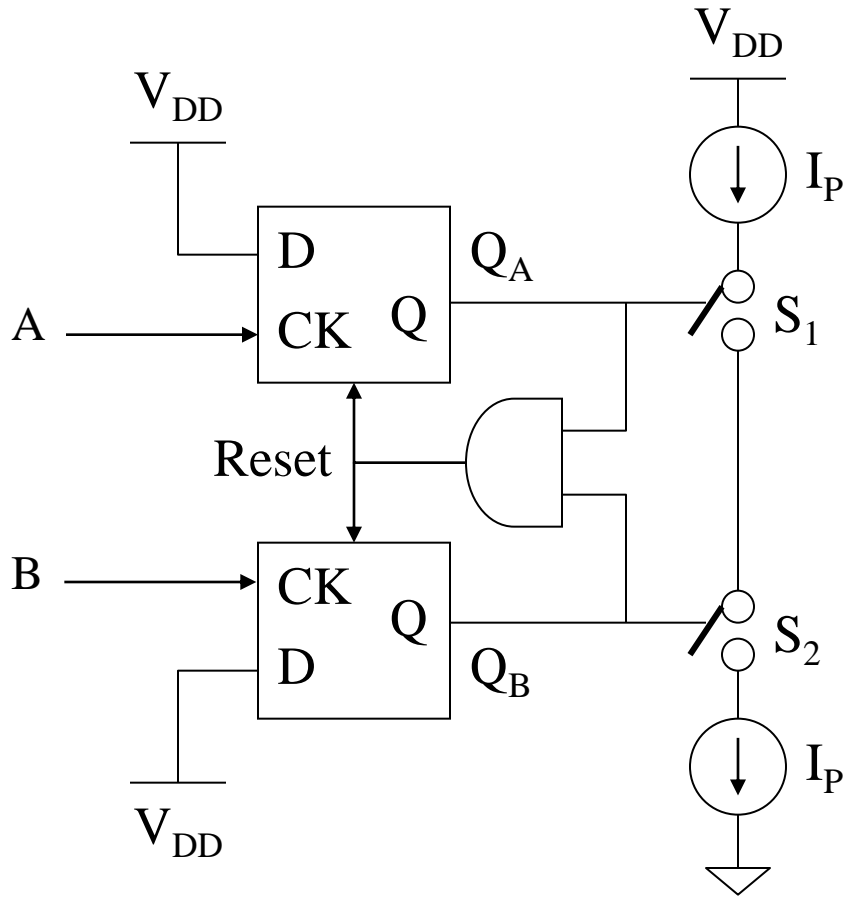 V_DD
V_DD
I_P
D
Q_A
A
CK
Q
S_1
Reset
B
CK
Q
S_2
D
Q_B
I_P
V_DD